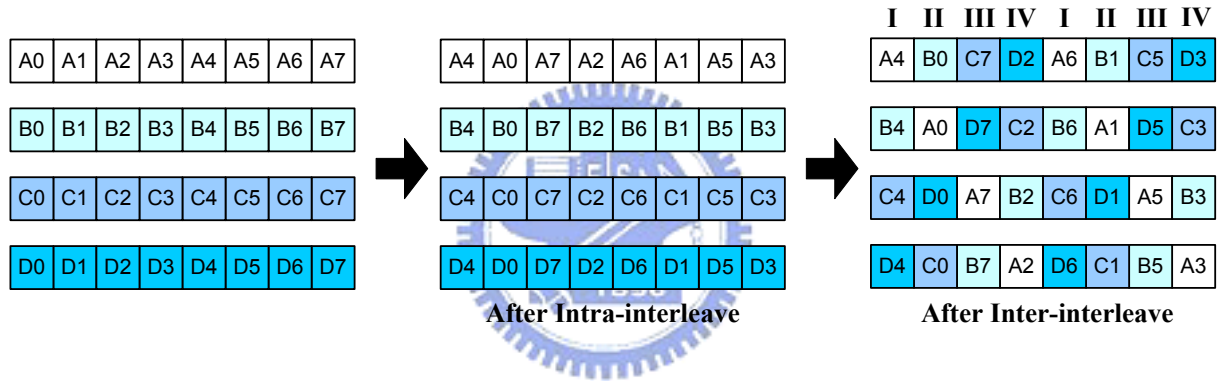 I II III IV I II III IV
A0 A1 A2 A3 A4 A5 A6 A7
A4 A0 A7 A2 A6 A1 A5 A3
A4 B0 C7 D2 A6 B1 C5 D3
B0 B1 B2 B3 B4 B5 B6 B7
B4 B0 B7 B2 B6 B1 B5 B3
B4 A0 D7 C2 B6 A1 D5 C3
C0 C1 C2 C3 C4 C5 C6 C7
C4 C0 C7 C2 C6 C1 C5 C3
C4 D0 A7 B2 C6 D1 A5 B3
D0 D1 D2 D3 D4 D5 D6 D7
D4 D0 D7 D2 D6 D1 D5 D3
D4 C0 B7 A2 D6 C1 B5 A3
After Intra-interleave
After Inter-interleave